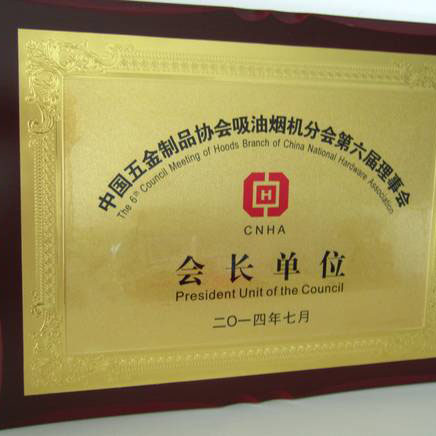 中国五金制品协会吸油烟机分会第六届理事会
The 6th Council Meeting of Hoods Branch of China National Hardware Association
H
CNHA
会长单位
President Unit of the Council
二〇一四年七月